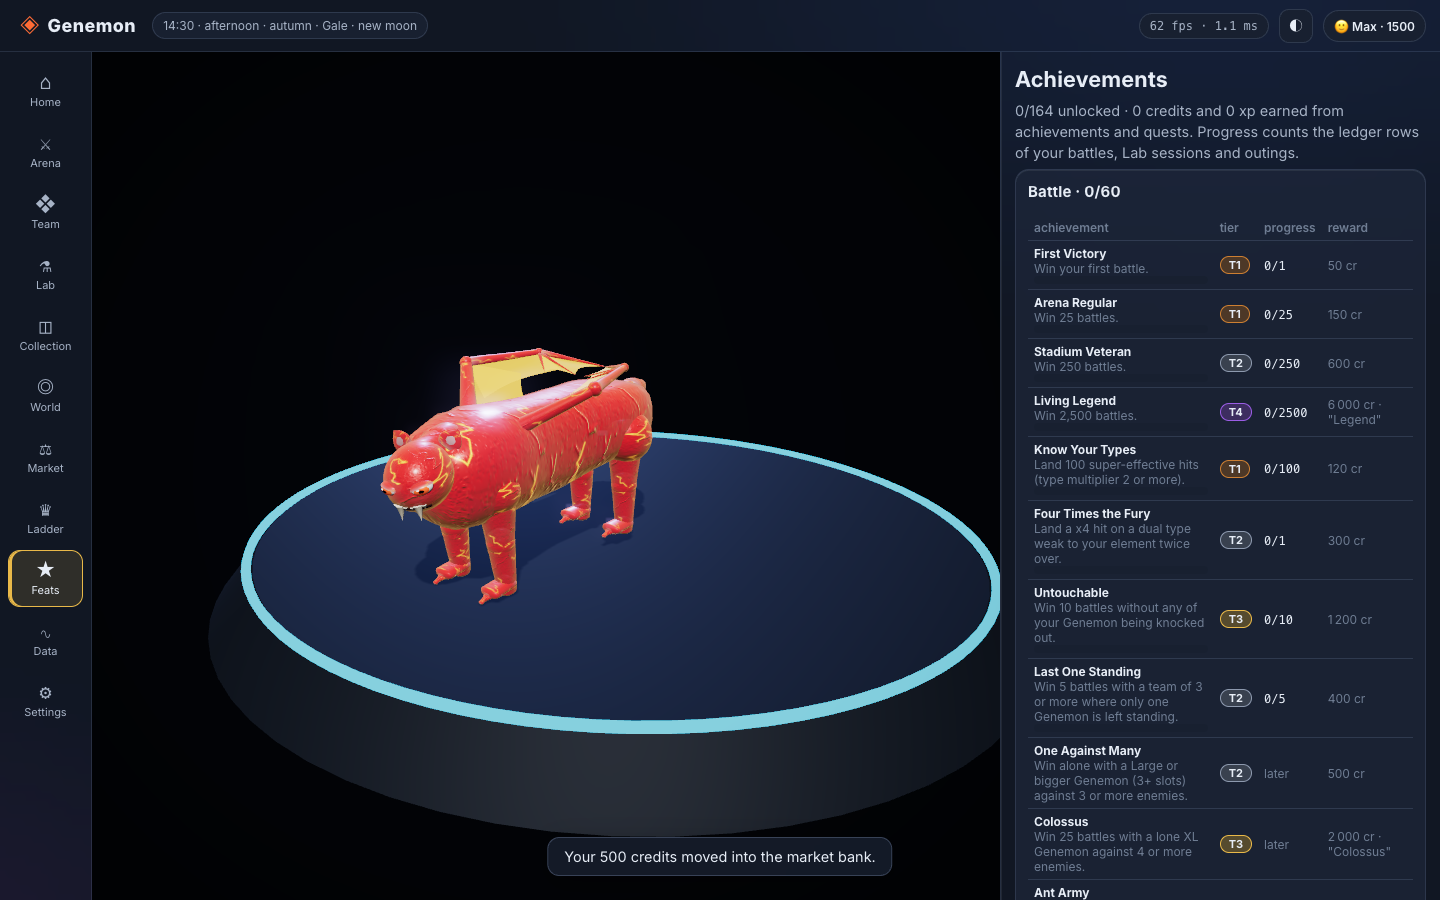 Genemon
14:30 · afternoon · autumn · Gale · new moon
62 fps · 1.1 ms
Max · 1500
Home
Arena
Team
Lab
Collection
World
Market
Ladder
Feats
Data
Settings
Your 500 credits moved into the market bank.
Achievements
0/164 unlocked · 0 credits and 0 xp earned from
achievements and quests. Progress counts the ledger rows
of your battles, Lab sessions and outings.
Battle · 0/60
achievement tier progress reward
First Victory
Win your first battle.
T1 0/1 50 cr
Arena Regular
Win 25 battles.
T1 0/25 150 cr
Stadium Veteran
Win 250 battles.
T2 0/250 600 cr
Living Legend
Win 2,500 battles.
T4 0/2500 6 000 cr ·
"Legend"
Know Your Types
Land 100 super-effective hits
(type multiplier 2 or more).
T1 0/100 120 cr
Four Times the Fury
Land a x4 hit on a dual type
weak to your element twice
over.
T2 0/1 300 cr
Untouchable
Win 10 battles without any of
your Genemon being knocked
out.
T3 0/10 1 200 cr
Last One Standing
Win 5 battles with a team of 3
or more where only one
Genemon is left standing.
T2 0/5 400 cr
One Against Many
Win alone with a Large or
bigger Genemon (3+ slots)
against 3 or more enemies.
T2 later 500 cr
Colossus
Win 25 battles with a lone XL
Genemon against 4 or more
enemies.
T3 later 2 000 cr ·
"Colossus"
Ant Army